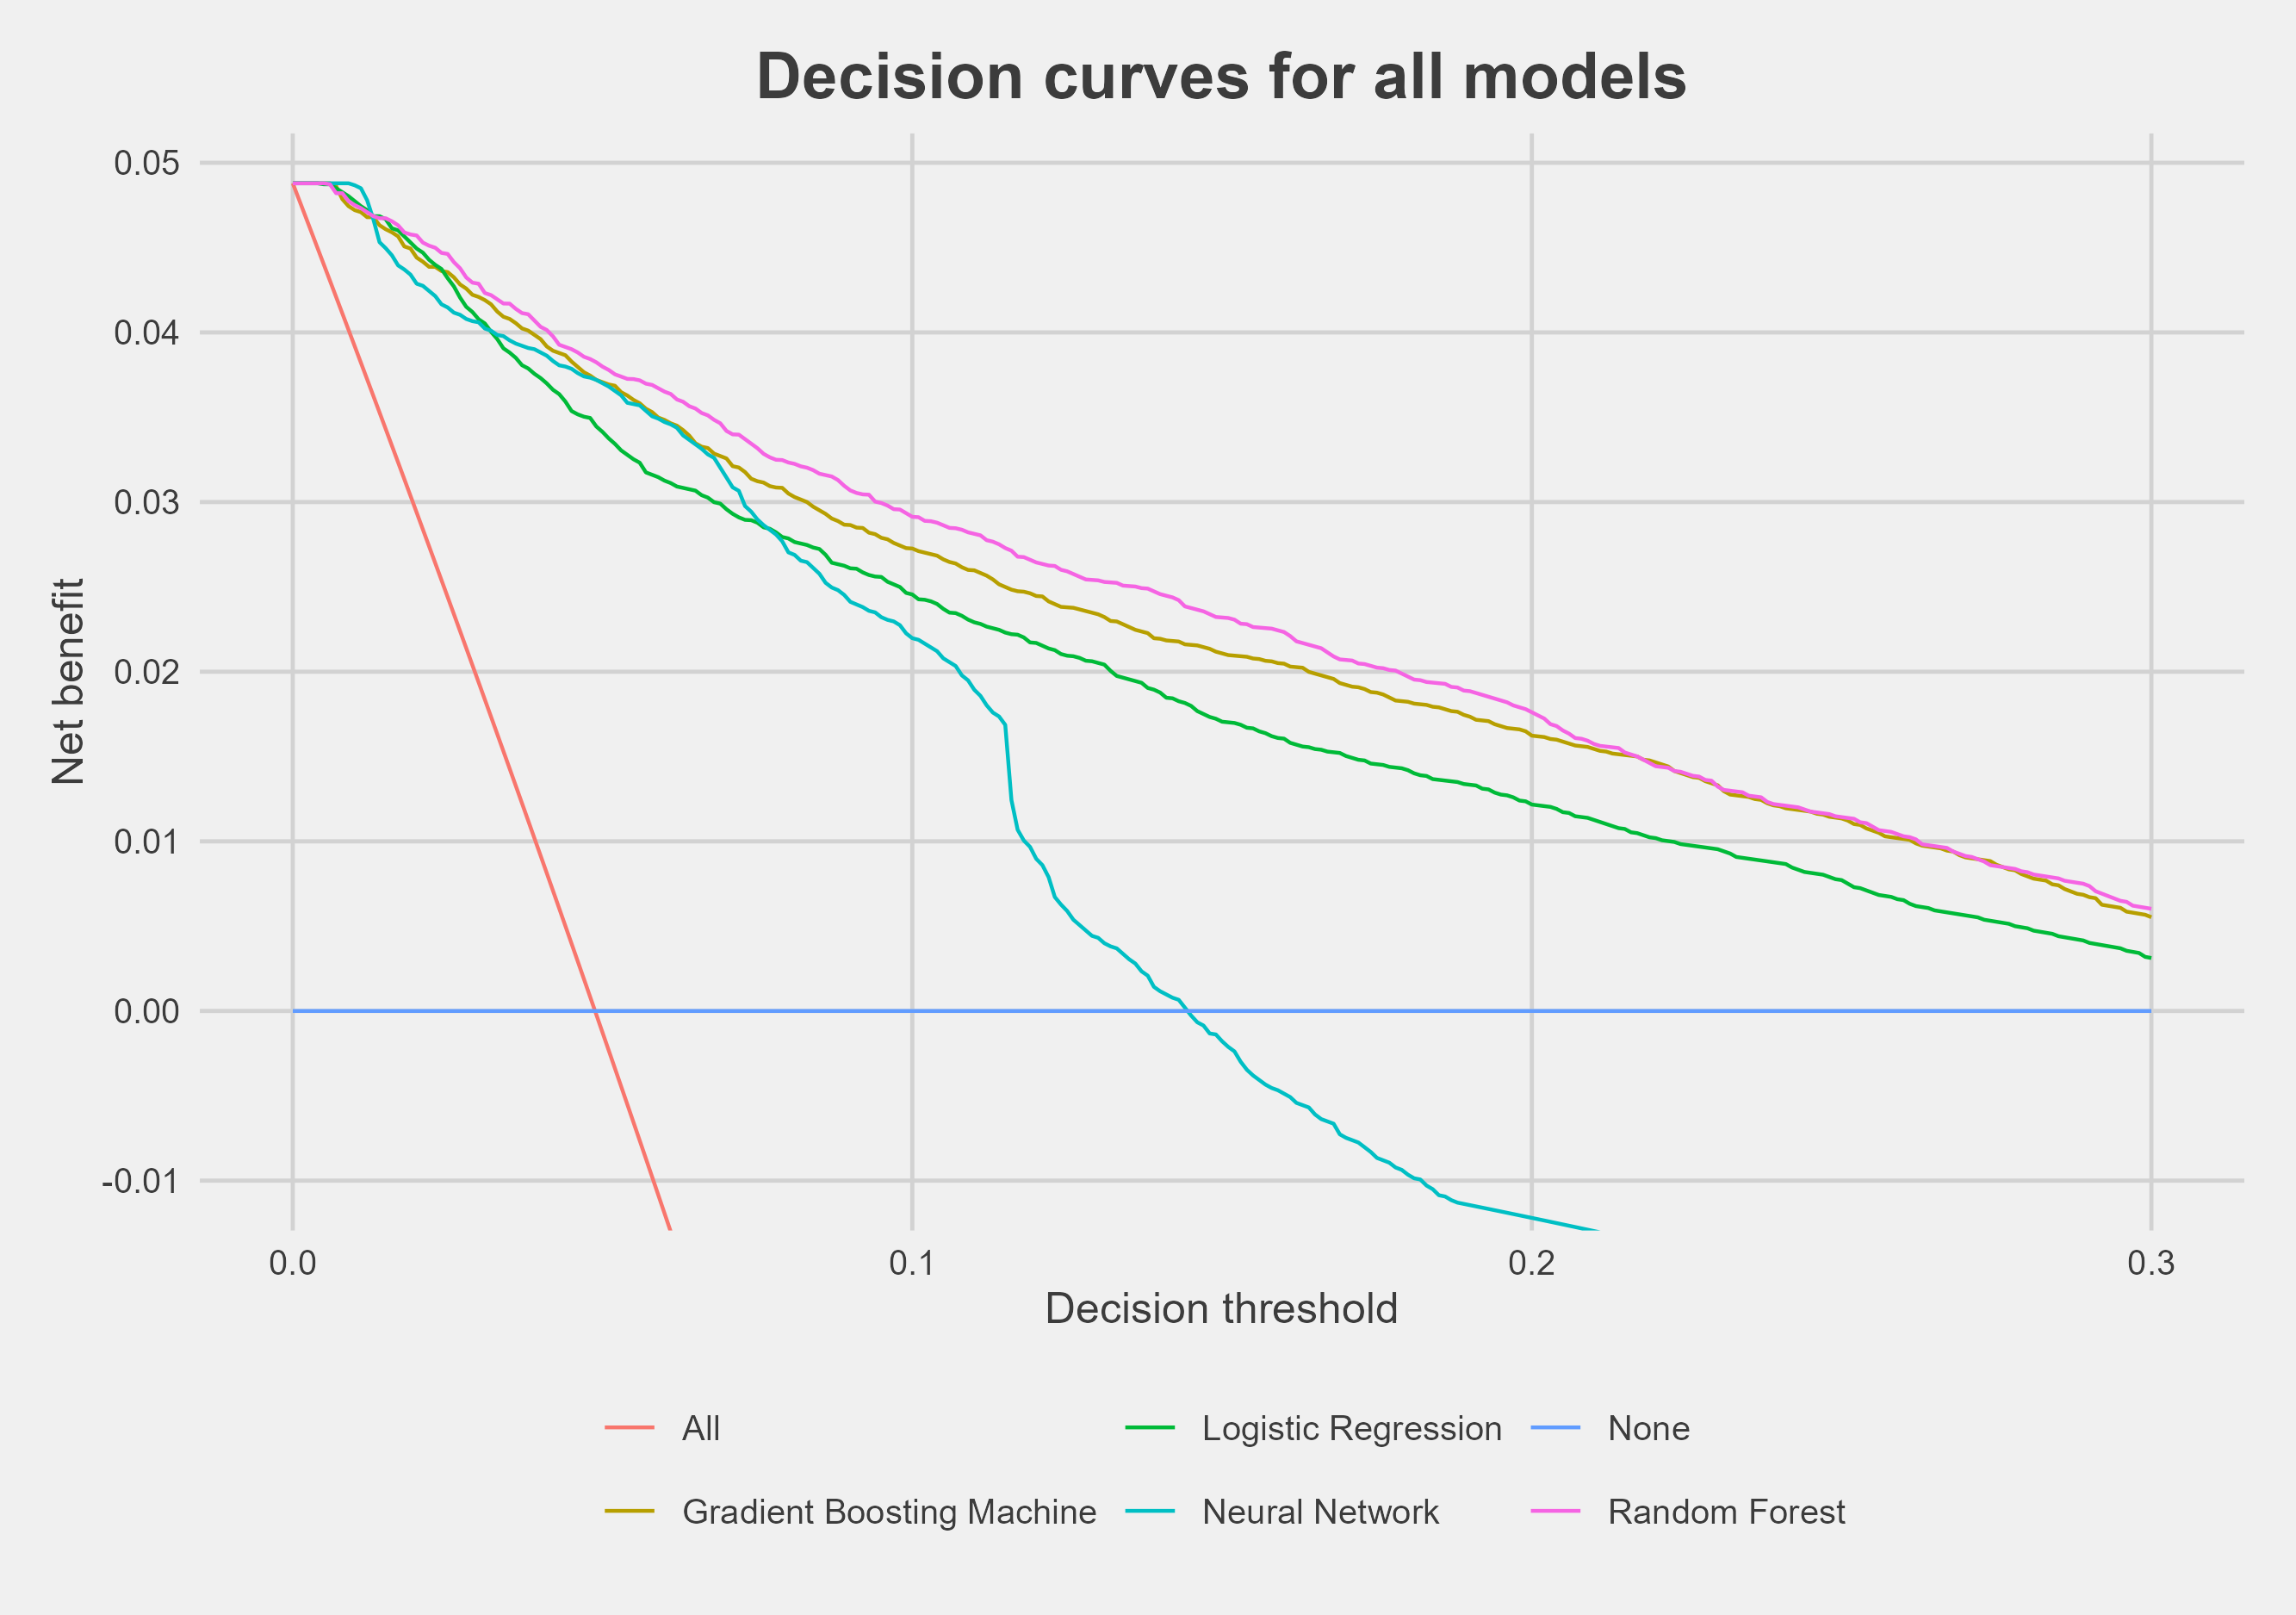 Decision curves for all models
0.05
0.04
0.03
0.02
0.01
0.00
-0.01
Net benefit
0.0 0.1 0.2 0.3
Decision threshold
All Logistic Regression None
Gradient Boosting Machine Neural Network Random Forest